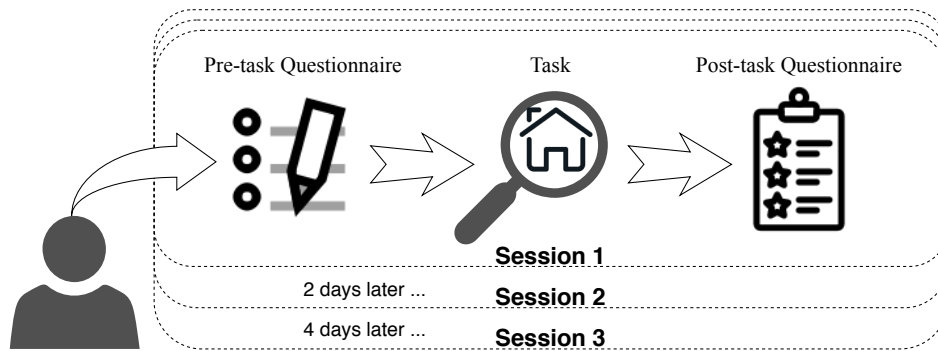 Pre-task Questionnaire
Task
Post-task Questionnaire
Session 1
2 days later ...
Session 2
4 days later ...
Session 3